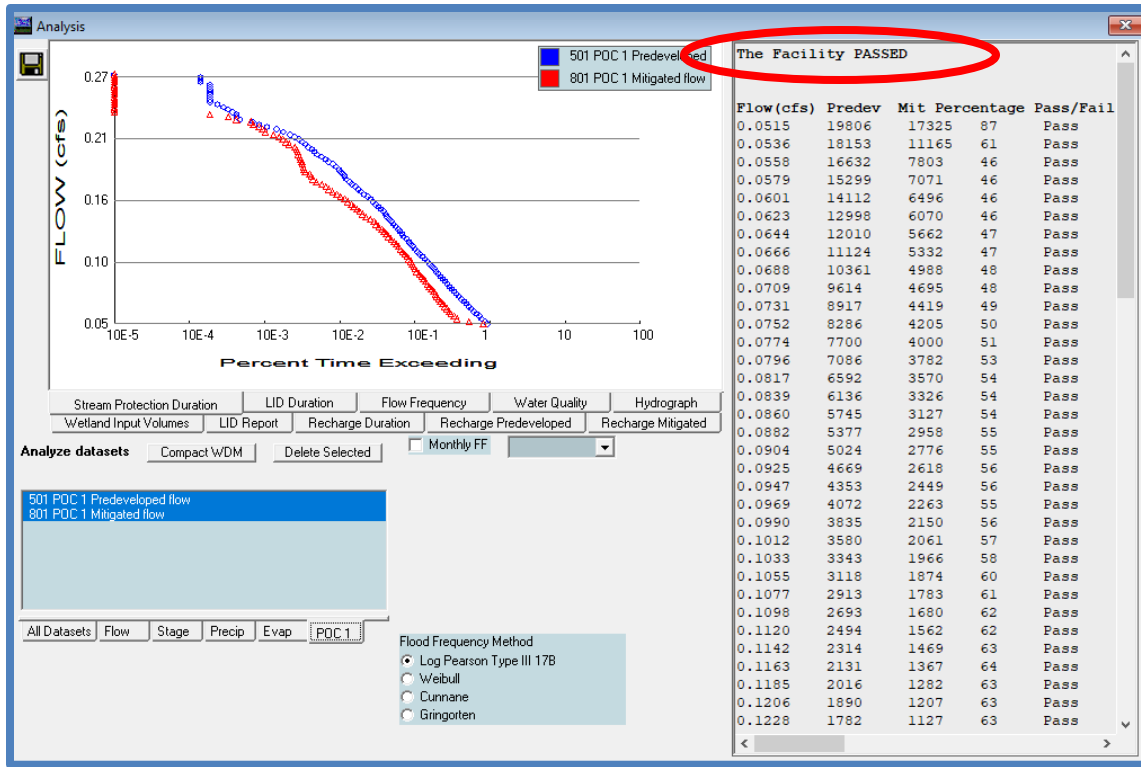 Analysis
501 POC 1 Predeveloped
801 POC 1 Mitigated flow
FLOW (cfs)
0.27
0.21
0.16
0.10
0.05
10E-5 10E-4 10E-3 10E-2 10E-1 1 10 100
Percent Time Exceeding
Stream Protection Duration LID Duration Flow Frequency Water Quality Hydrograph
Wetland Input Volumes LID Report Recharge Duration Recharge Predeveloped Recharge Mitigated
Analyze datasets Compact WDM Delete Selected Monthly FF
501 POC 1 Predeveloped flow
801 POC 1 Mitigated flow
All Datasets Flow Stage Precip Evap POC 1
Flood Frequency Method
Log Pearson Type III 17B
Weibull
Cunnane
Gringorten
The Facility PASSED
Flow(cfs) Predev Mit Percentage Pass/Fail
0.0515 19806 17325 87 Pass
0.0536 18153 11165 61 Pass
0.0558 16632 7803 46 Pass
0.0579 15299 7071 46 Pass
0.0601 14112 6496 46 Pass
0.0623 12998 6070 46 Pass
0.0644 12010 5662 47 Pass
0.0666 11124 5332 47 Pass
0.0688 10361 4988 48 Pass
0.0709 9614 4695 48 Pass
0.0731 8917 4419 49 Pass
0.0752 8286 4205 50 Pass
0.0774 7700 4000 51 Pass
0.0796 7086 3782 53 Pass
0.0817 6592 3570 54 Pass
0.0839 6136 3326 54 Pass
0.0860 5745 3127 54 Pass
0.0882 5377 2958 55 Pass
0.0904 5024 2776 55 Pass
0.0925 4669 2618 56 Pass
0.0947 4353 2449 56 Pass
0.0969 4072 2263 55 Pass
0.0990 3835 2150 56 Pass
0.1012 3580 2061 57 Pass
0.1033 3343 1966 58 Pass
0.1055 3118 1874 60 Pass
0.1077 2913 1783 61 Pass
0.1098 2693 1680 62 Pass
0.1120 2494 1562 62 Pass
0.1142 2314 1469 63 Pass
0.1163 2131 1367 64 Pass
0.1185 2016 1282 63 Pass
0.1206 1890 1207 63 Pass
0.1228 1782 1127 63 Pass